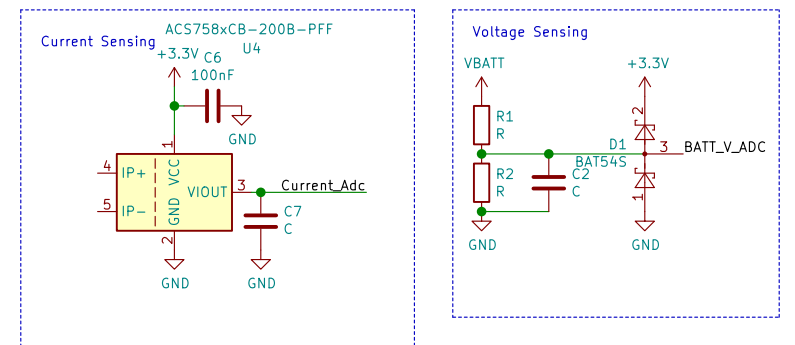 Current Sensing
ACS758xCB-200B-PFF
U4
+3.3V
C6
100nF
GND
1
4
IP+
VCC
VIOUT
3
Current_Adc
5
IP-
GND
2
C7
C
GND
GND
Voltage Sensing
VBATT
+3.3V
R1
R
2
D1
BAT54S
3
BATT_V_ADC
R2
R
C2
C
1
GND
GND